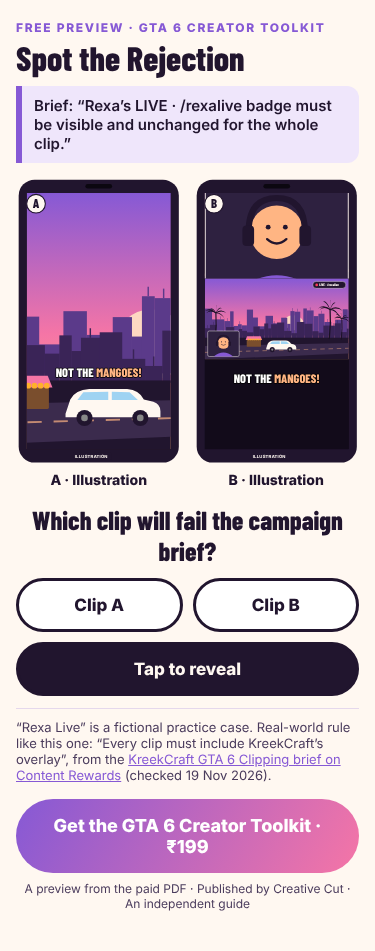 FREE PREVIEW · GTA 6 CREATOR TOOLKIT
Spot the Rejection
Brief: “Rexa’s LIVE · /rexalive badge must
be visible and unchanged for the whole
clip.”
A
B
NOT THE MANGOES!
NOT THE MANGOES!
ILLUSTRATION
ILLUSTRATION
A · Illustration
B · Illustration
Which clip will fail the campaign
brief?
Clip A
Clip B
Tap to reveal
“Rexa Live” is a fictional practice case. Real-world rule
like this one: “Every clip must include KreekCraft’s
overlay”, from the KreekCraft GTA 6 Clipping brief on
Content Rewards (checked 19 Nov 2026).
Get the GTA 6 Creator Toolkit ·
₹199
A preview from the paid PDF · Published by Creative Cut ·
An independent guide